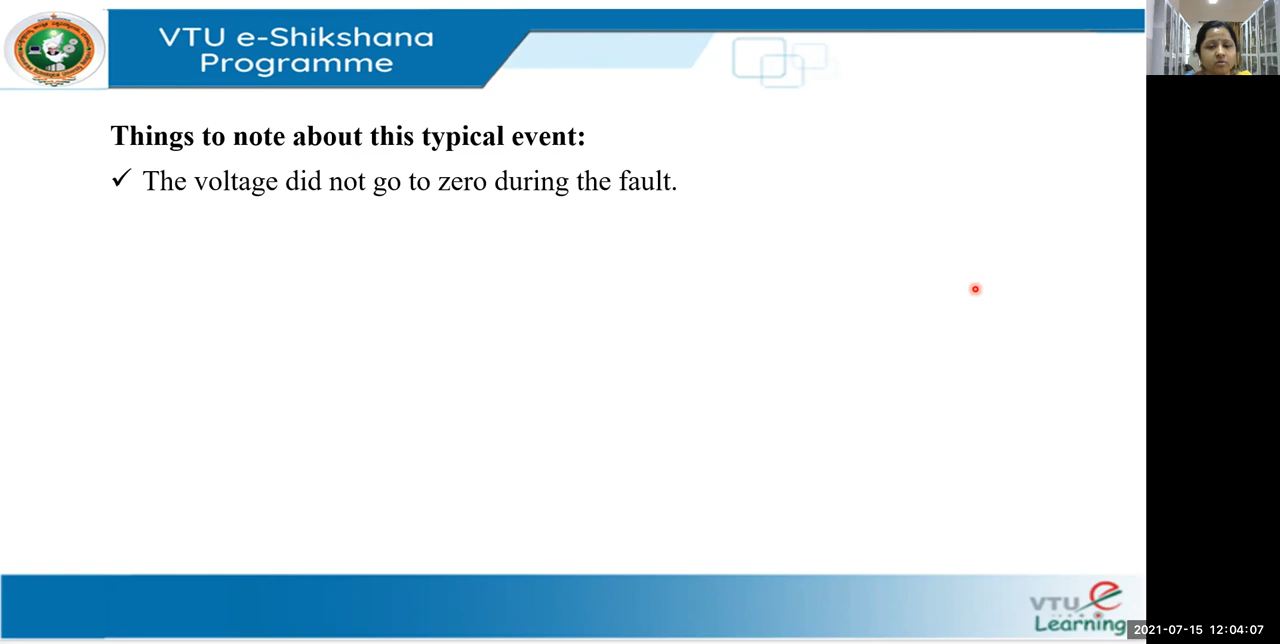 VTU e-Shikshana
Programme
Things to note about this typical event:
✓ The voltage did not go to zero during the fault.
VTU e
Learning
2021-07-15 12:04:07